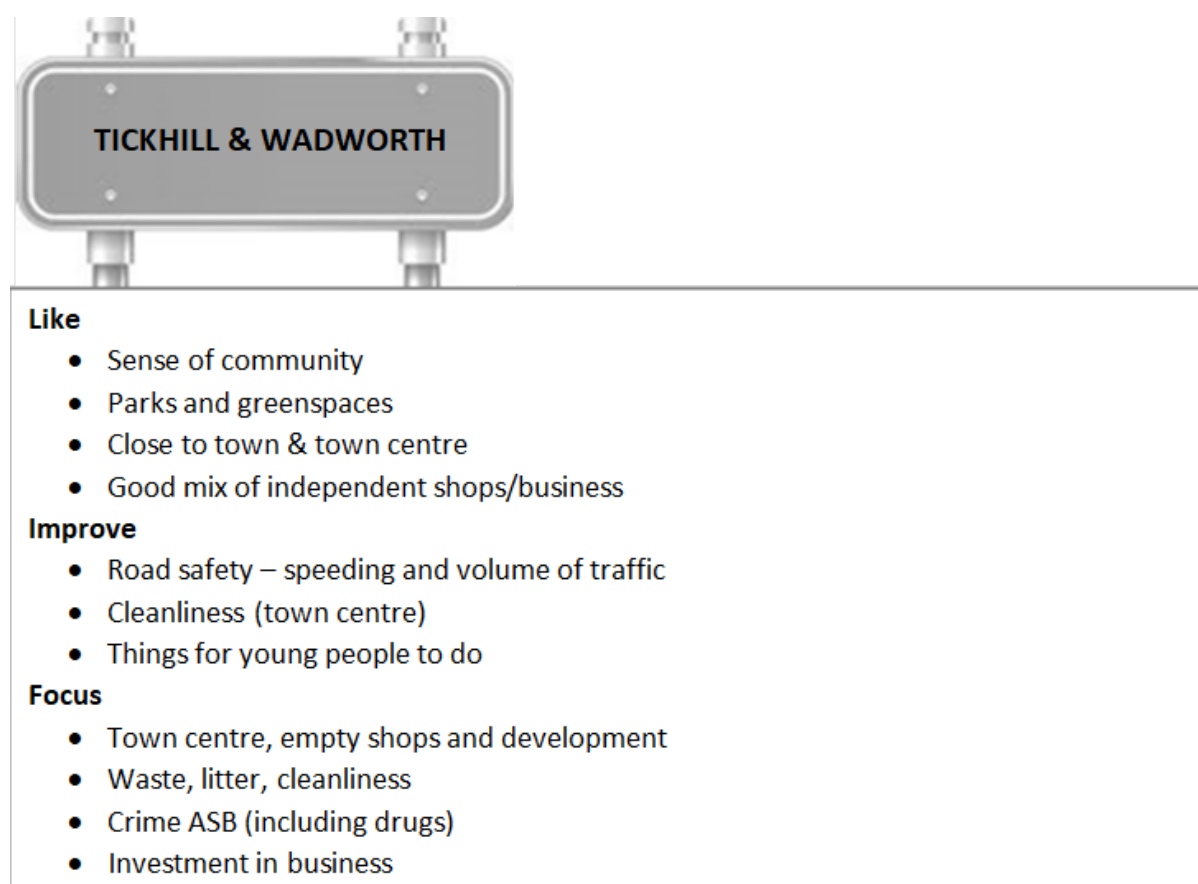 TICKHILL & WADWORTH
Like
• Sense of community
• Parks and greenspaces
• Close to town & town centre
• Good mix of independent shops/business
Improve
• Road safety – speeding and volume of traffic
• Cleanliness (town centre)
• Things for young people to do
Focus
• Town centre, empty shops and development
• Waste, litter, cleanliness
• Crime ASB (including drugs)
• Investment in business